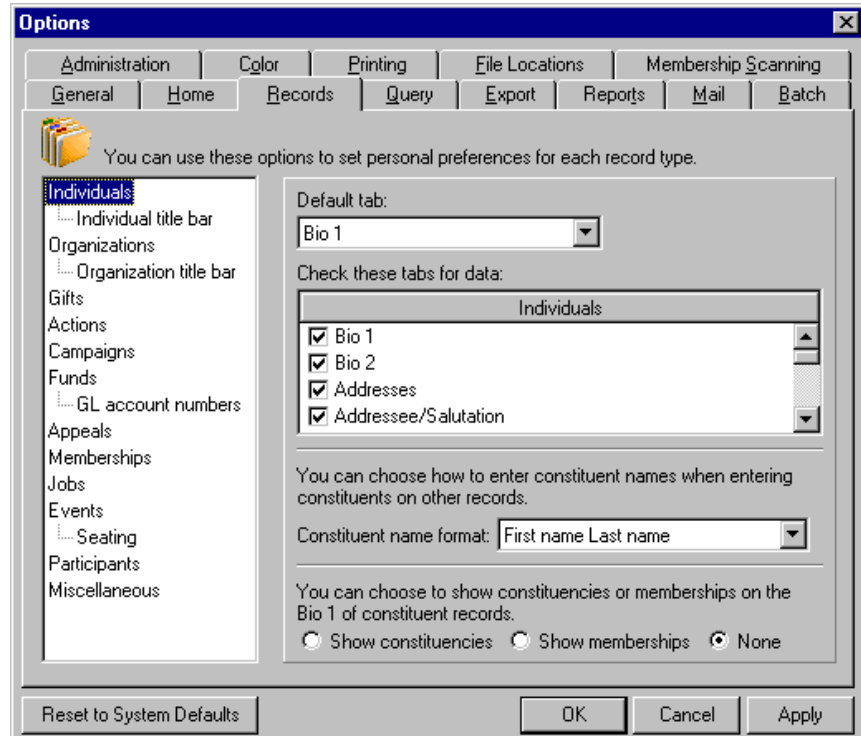 Options
Administration Color Printing File Locations Membership Scanning
General Home Records Query Export Reports Mail Batch
You can use these options to set personal preferences for each record type.
Individuals
Individual title bar
Organizations
Organization title bar
Gifts
Actions
Campaigns
Funds
GL account numbers
Appeals
Memberships
Jobs
Events
Seating
Participants
Miscellaneous
Default tab:
Bio 1
Check these tabs for data:
Individuals
Bio 1
Bio 2
Addresses
Addressee/Salutation
You can choose how to enter constituent names when entering
constituents on other records.
Constituent name format: First name Last name
You can choose to show constituencies or memberships on the
Bio 1 of constituent records.
Show constituencies Show memberships None
Reset to System Defaults OK Cancel Apply